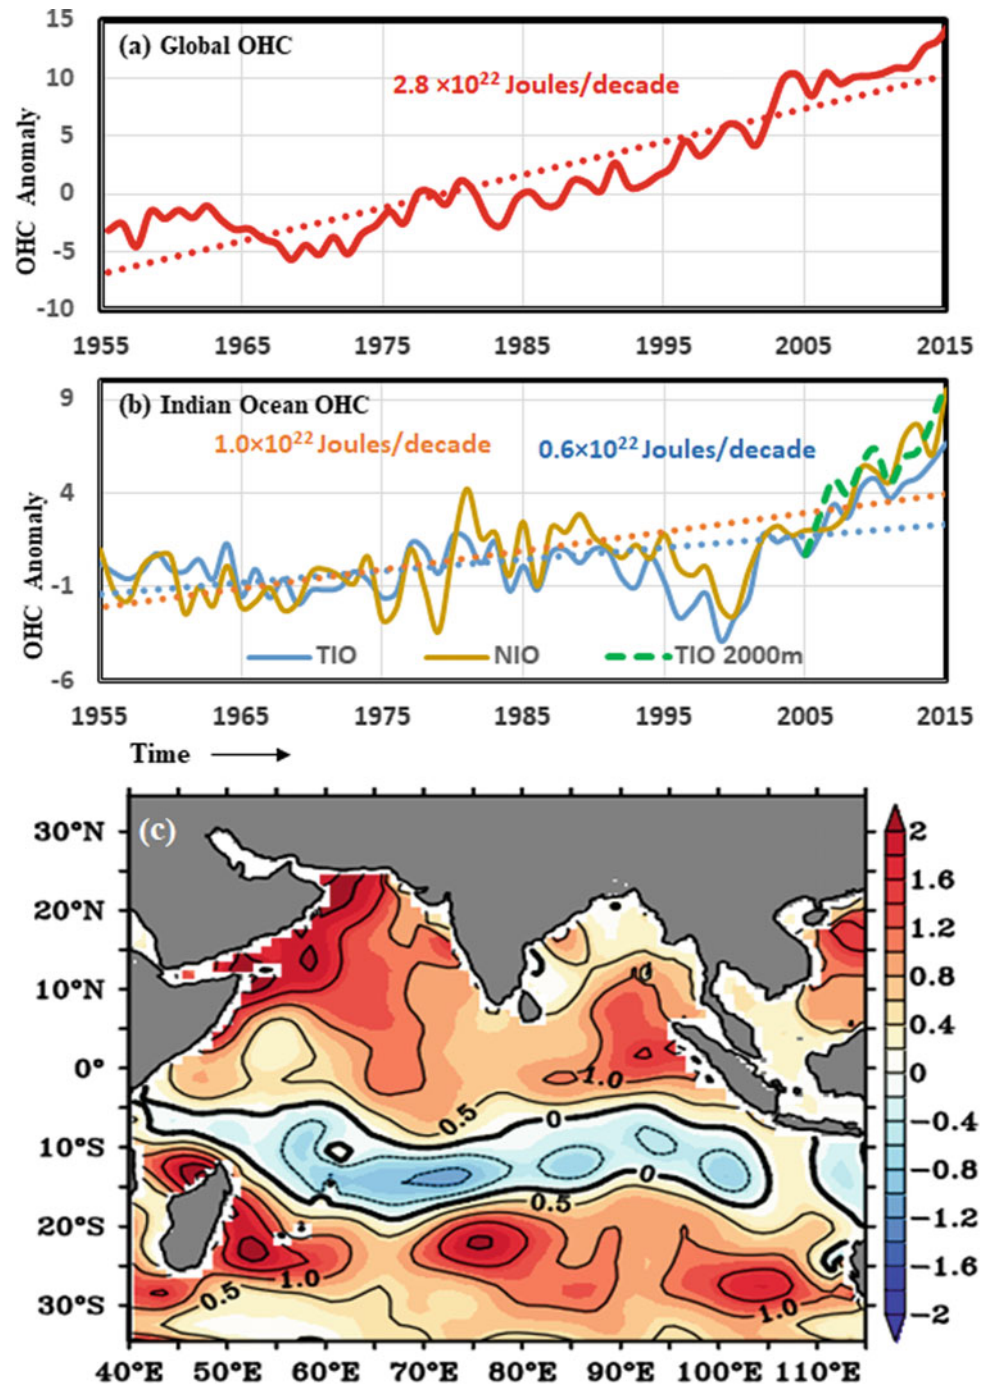 (a) Global OHC
2.8 ×10²² Joules/decade
OHC Anomaly
15
10
5
0
-5
-10
1955 1965 1975 1985 1995 2005 2015
(b) Indian Ocean OHC
1.0×10²² Joules/decade
0.6×10²² Joules/decade
OHC Anomaly
9
4
-1
-6
TIO NIO TIO 2000m
1955 1965 1975 1985 1995 2005 2015
Time
(c)
30°N
20°N
10°N
0°
10°S
20°S
30°S
1.0
0.5
0
0
0.5
1.0
0.5
1.0
40°E 50°E 60°E 70°E 80°E 90°E 100°E 110°E
2
1.6
1.2
0.8
0.4
0
−0.4
−0.8
−1.2
−1.6
−2